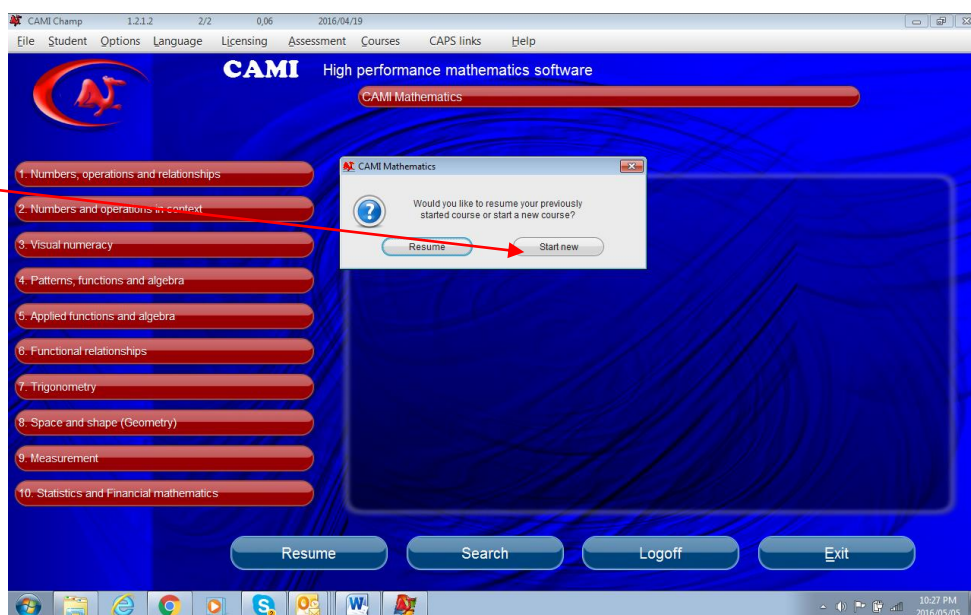 CAMI Champ 1.2.1.2 2/2 0,06 2016/04/19
File Student Options Language Licensing Assessment Courses CAPS links Help
CAMI High performance mathematics software
CAMI Mathematics
1. Numbers, operations and relationships
2. Numbers and operations in context
3. Visual numeracy
4. Patterns, functions and algebra
5. Applied functions and algebra
6. Functional relationships
7. Trigonometry
8. Space and shape (Geometry)
9. Measurement
10. Statistics and Financial mathematics
CAMI Mathematics
Would you like to resume your previously
started course or start a new course?
Resume Start new
Resume Search Logoff Exit
10:27 PM
2016/05/05